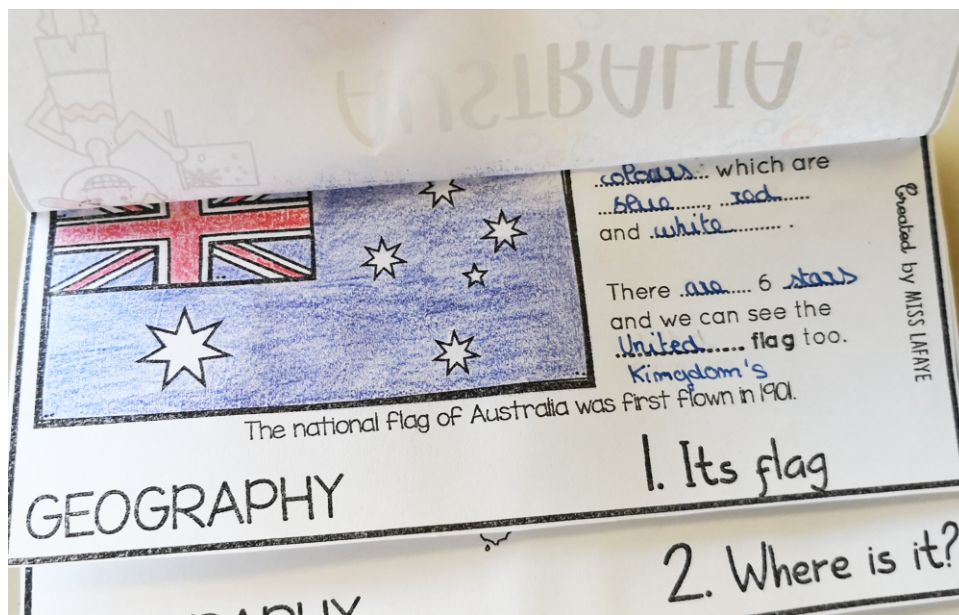 AUSTRALIA
colours which are
blue, red
and white.
There are 6 stars
and we can see the
United flag too.
Kimgdom's
The national flag of Australia was first flown in 1901.
GEOGRAPHY
1. Its flag
Created by MISS LAFAYE
2. Where is it?
GEOGRAPHY